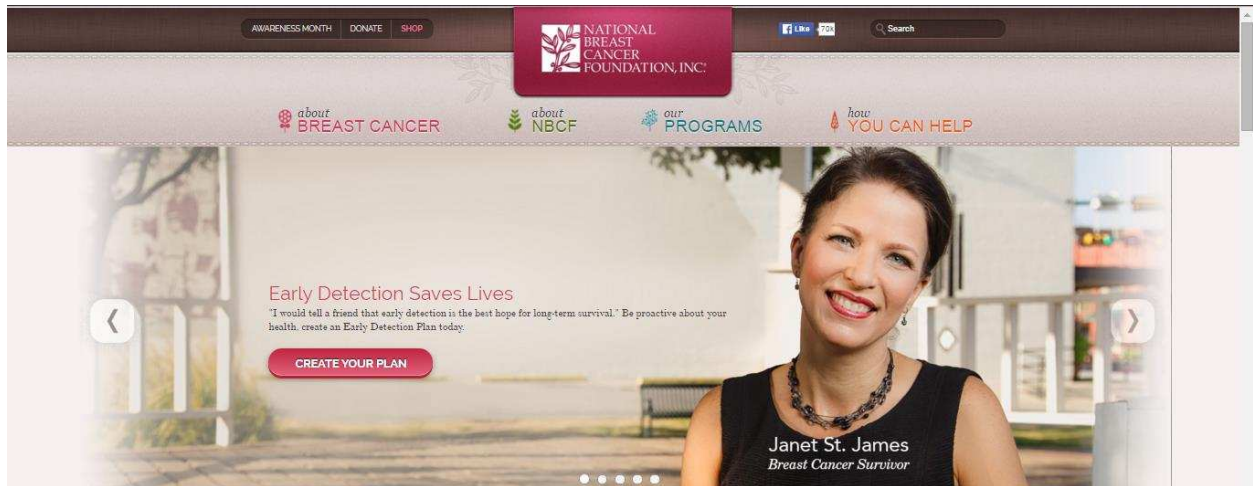 AWARENESS MONTH
DONATE
SHOP
NATIONAL
BREAST
CANCER
FOUNDATION, INC.®
Like
70k
Search
about
BREAST CANCER
about
NBCF
our
PROGRAMS
how
YOU CAN HELP
Early Detection Saves Lives
"I would tell a friend that early detection is the best hope for long-term survival." Be proactive about your
health, create an Early Detection Plan today.
CREATE YOUR PLAN
Janet St. James
Breast Cancer Survivor